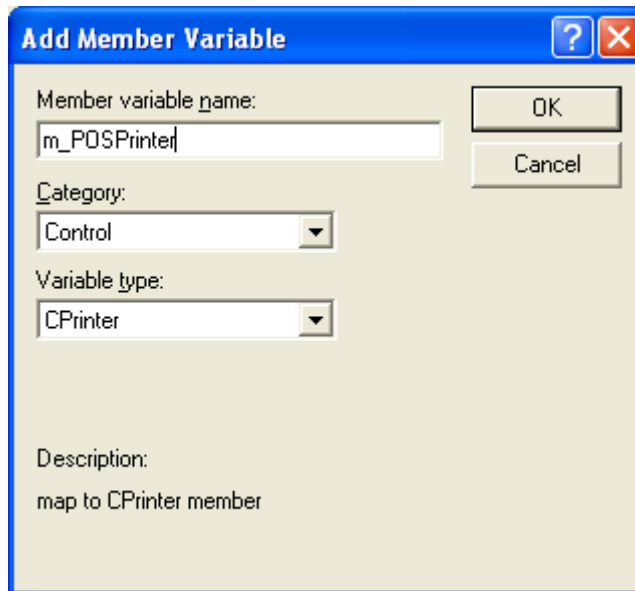 Add Member Variable
Member variable name:
OK
m_POSPrinter
Cancel
Category:
Control
Variable type:
CPrinter
Description:
map to CPrinter member